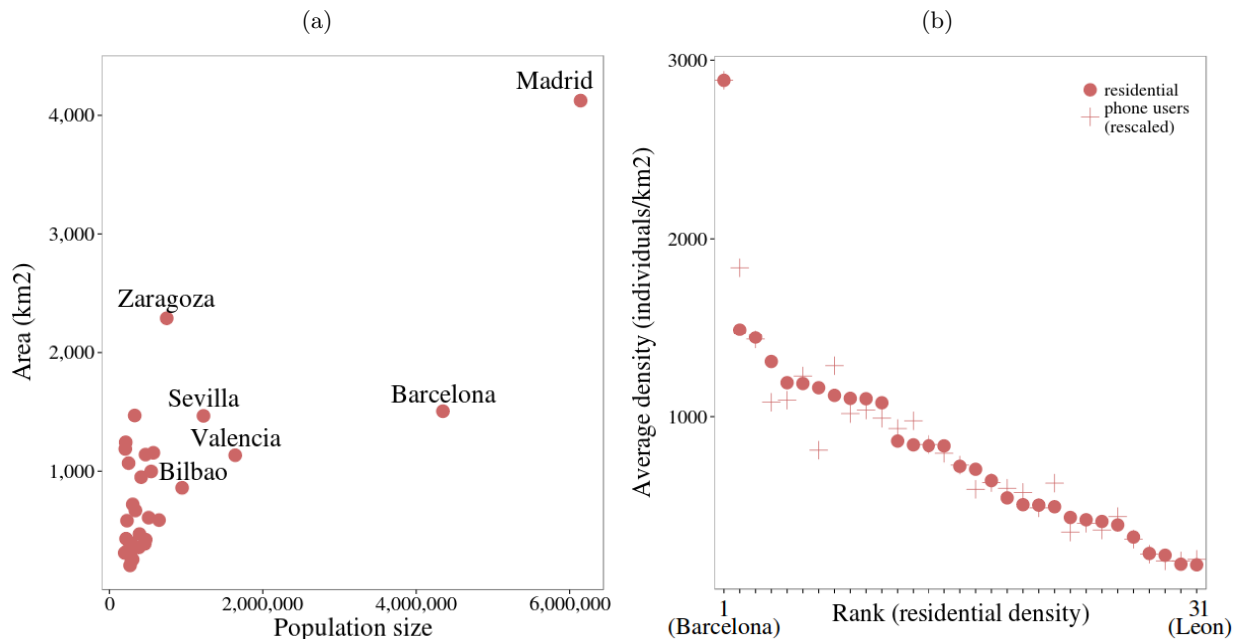 (a)
Area (km2)
4,000
3,000
2,000
1,000
0
2,000,000
4,000,000
6,000,000
Population size
Madrid
Zaragoza
Sevilla
Barcelona
Valencia
Bilbao
(b)
Average density (individuals/km2)
3000
2000
1000
residential
phone users
(rescaled)
1
(Barcelona)
Rank (residential density)
31
(Leon)